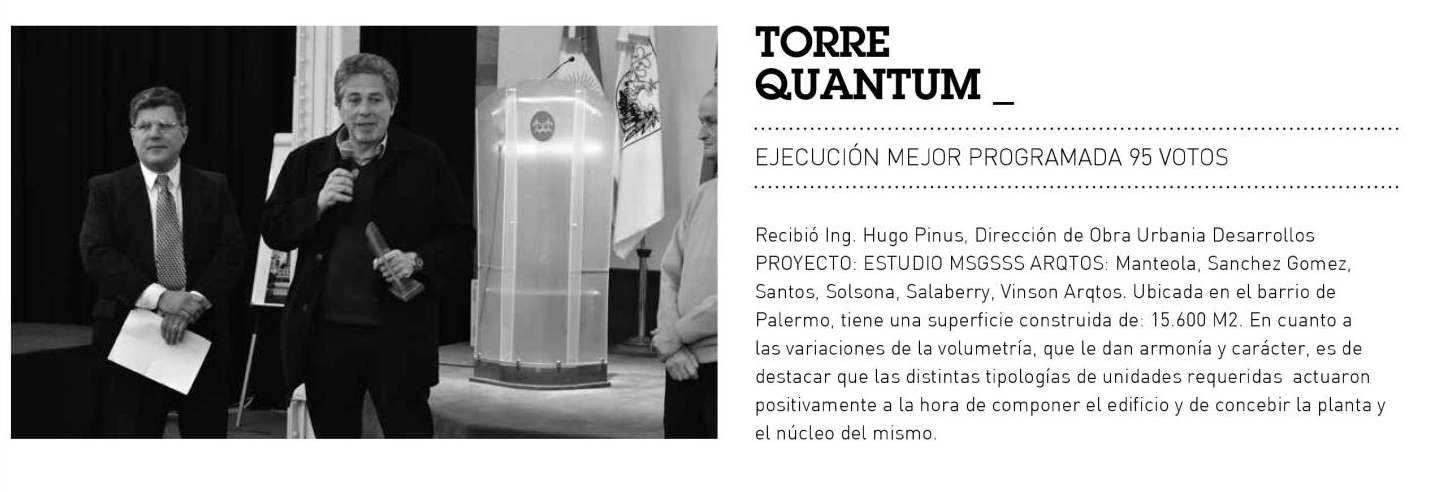 TORRE
QUANTUM _
EJECUCIÓN MEJOR PROGRAMADA 95 VOTOS
Recibió Ing. Hugo Pinus, Dirección de Obra Urbania Desarrollos
PROYECTO: ESTUDIO MSGSSS ARQTOS: Manteola, Sanchez Gomez,
Santos, Solsona, Salaberry, Vinson Arqtos. Ubicada en el barrio de
Palermo, tiene una superficie construida de: 15.600 M2. En cuanto a
las variaciones de la volumetría, que le dan armonía y carácter, es de
destacar que las distintas tipologías de unidades requeridas  actuaron
positivamente a la hora de componer el edificio y de concebir la planta y
el núcleo del mismo.